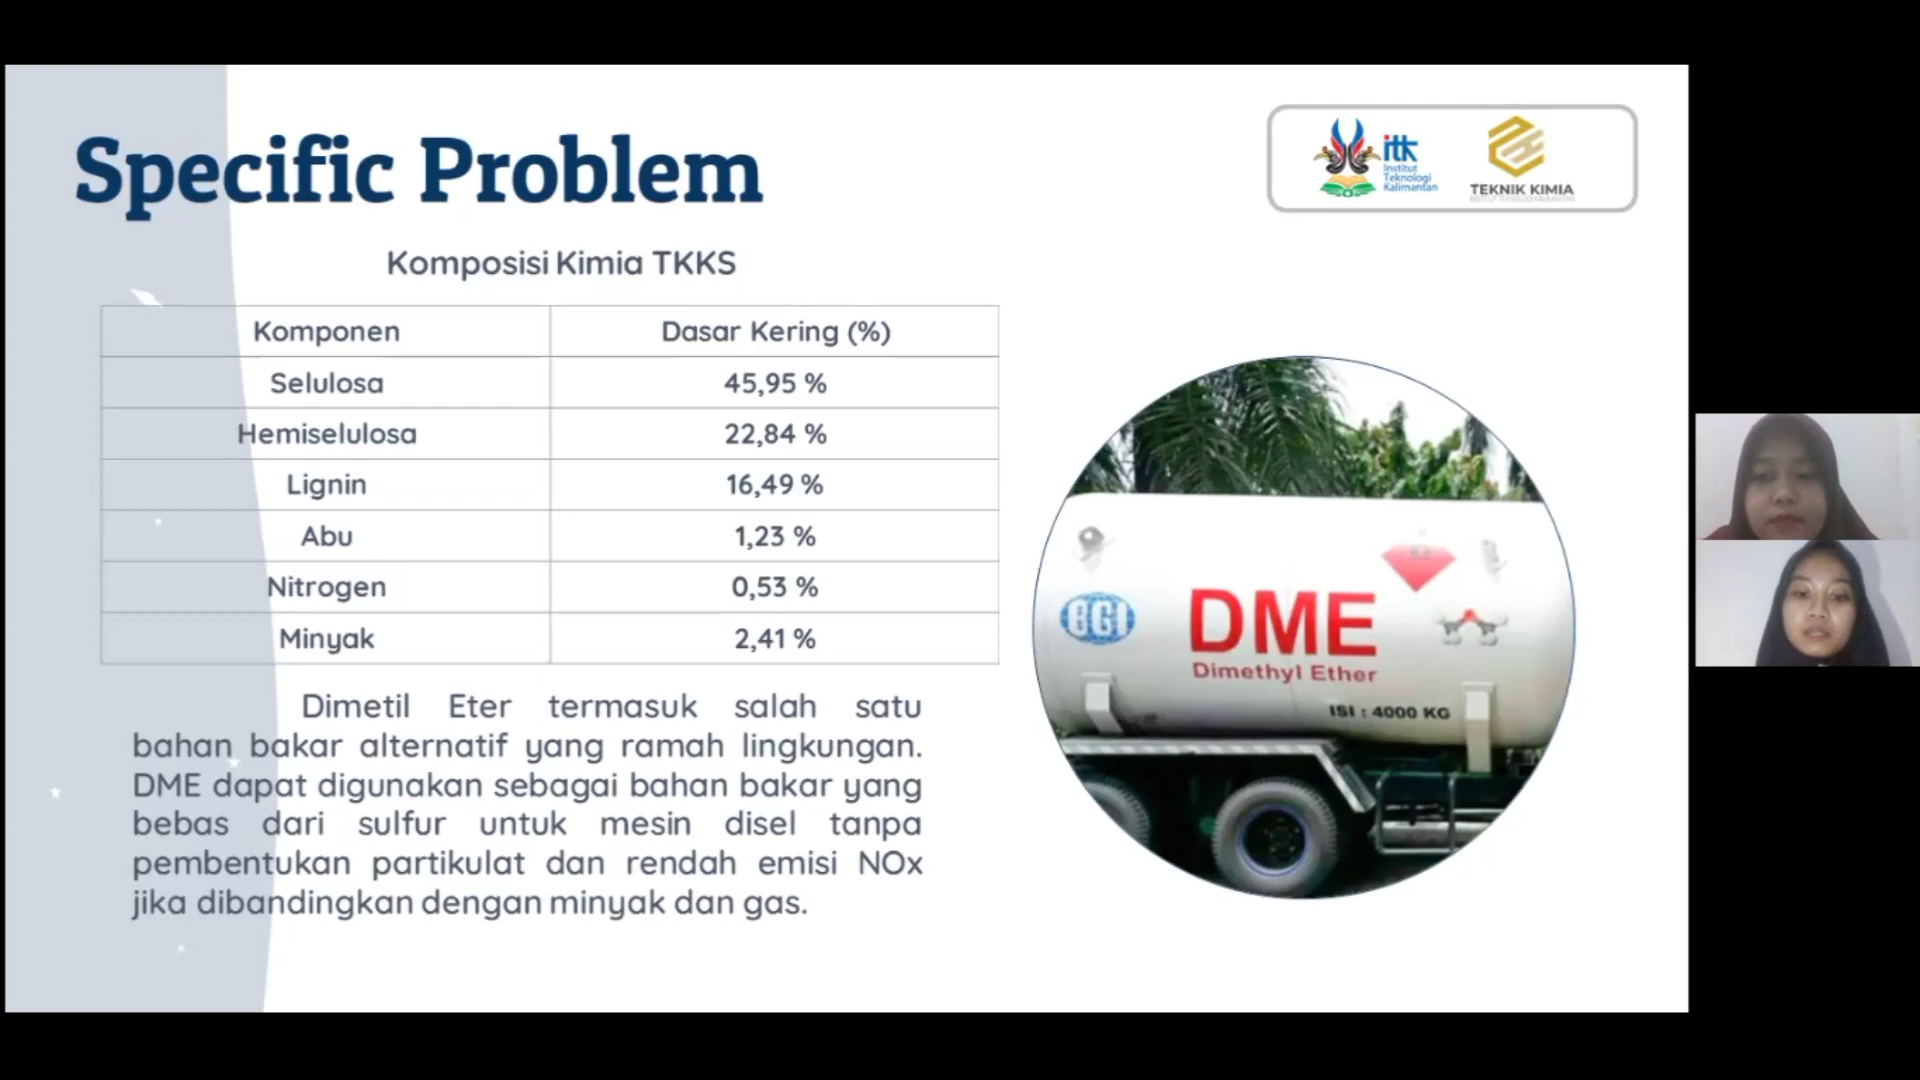 Specific Problem
itk
Institut
Teknologi
Kalimantan
TEKNIK KIMIA
Komposisi Kimia TKKS
Komponen Dasar Kering (%)
Selulosa 45,95 %
Hemiselulosa 22,84 %
Lignin 16,49 %
Abu 1,23 %
Nitrogen 0,53 %
Minyak 2,41 %
Dimetil Eter termasuk salah satu
bahan bakar alternatif yang ramah lingkungan.
DME dapat digunakan sebagai bahan bakar yang
bebas dari sulfur untuk mesin disel tanpa
pembentukan partikulat dan rendah emisi NOx
jika dibandingkan dengan minyak dan gas.
BGI
DME
Dimethyl Ether
ISI : 4000 KG